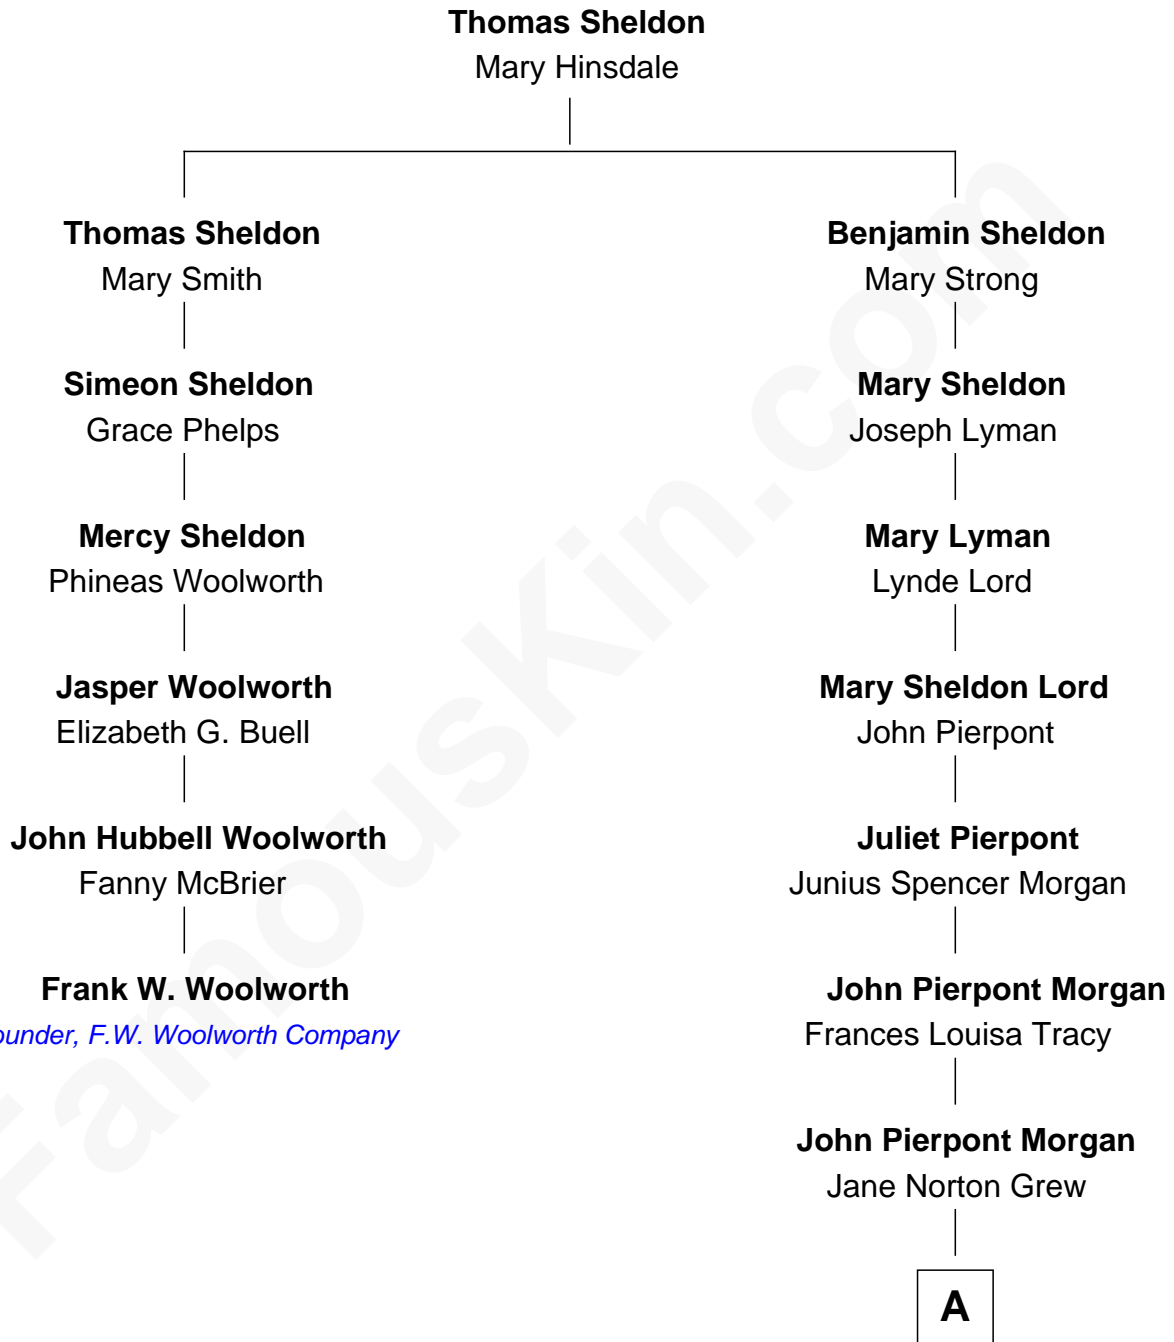 Thomas Sheldon
Mary Hinsdale
Thomas Sheldon
Mary Smith
Simeon Sheldon
Grace Phelps
Mercy Sheldon
Phineas Woolworth
Jasper Woolworth
Elizabeth G. Buell
John Hubbell Woolworth
Fanny McBrier
Frank W. Woolworth
ounder, F.W. Woolworth Company
Benjamin Sheldon
Mary Strong
Mary Sheldon
Joseph Lyman
Mary Lyman
Lynde Lord
Mary Sheldon Lord
John Pierpont
Juliet Pierpont
Junius Spencer Morgan
John Pierpont Morgan
Frances Louisa Tracy
John Pierpont Morgan
Jane Norton Grew
A
FamousKin.com